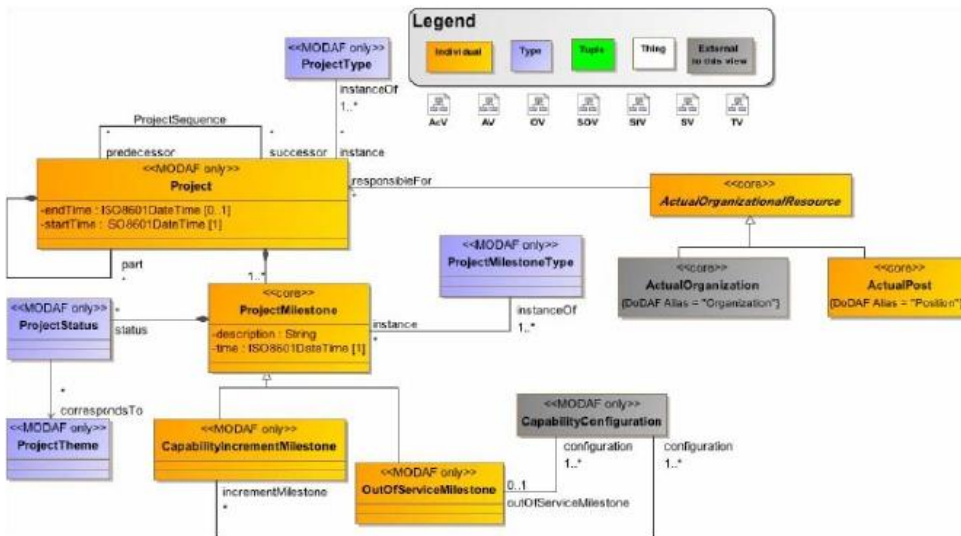 Legend
Individual
Type
Tuple
Thing
External
to this view
AcV
AV
OV
SOV
StV
SV
TV
<<MODAF only>>
ProjectType
instanceOf
1..*
ProjectSequence
*
*
*
predecessor
successor
instance
<<MODAF only>>
Project
-endTime : ISO8601DateTime [0..1]
-startTime : ISO8601DateTime [1]
responsibleFor
*
<<core>>
ActualOrganizationalResource
part
*
1..*
<<MODAF only>>
ProjectMilestoneType
<<core>>
ActualOrganization
{DoDAF Alias = "Organization"}
<<core>>
ActualPost
{DoDAF Alias = "Position"}
<<MODAF only>>
ProjectStatus
*
status
<<core>>
ProjectMilestone
-description : String
-time : ISO8601DateTime [1]
instance
*
instanceOf
1..*
*
correspondsTo
<<MODAF only>>
ProjectTheme
<<MODAF only>>
CapabilityIncrementMilestone
<<MODAF only>>
CapabilityConfiguration
configuration
1..*
configuration
1..*
<<MODAF only>>
OutOfServiceMilestone
0..1
outOfServiceMilestone
incrementMilestone
*